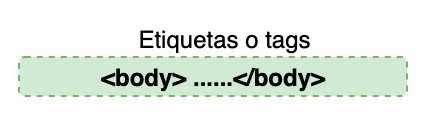 Etiquetas o tags
<body> ......</body>